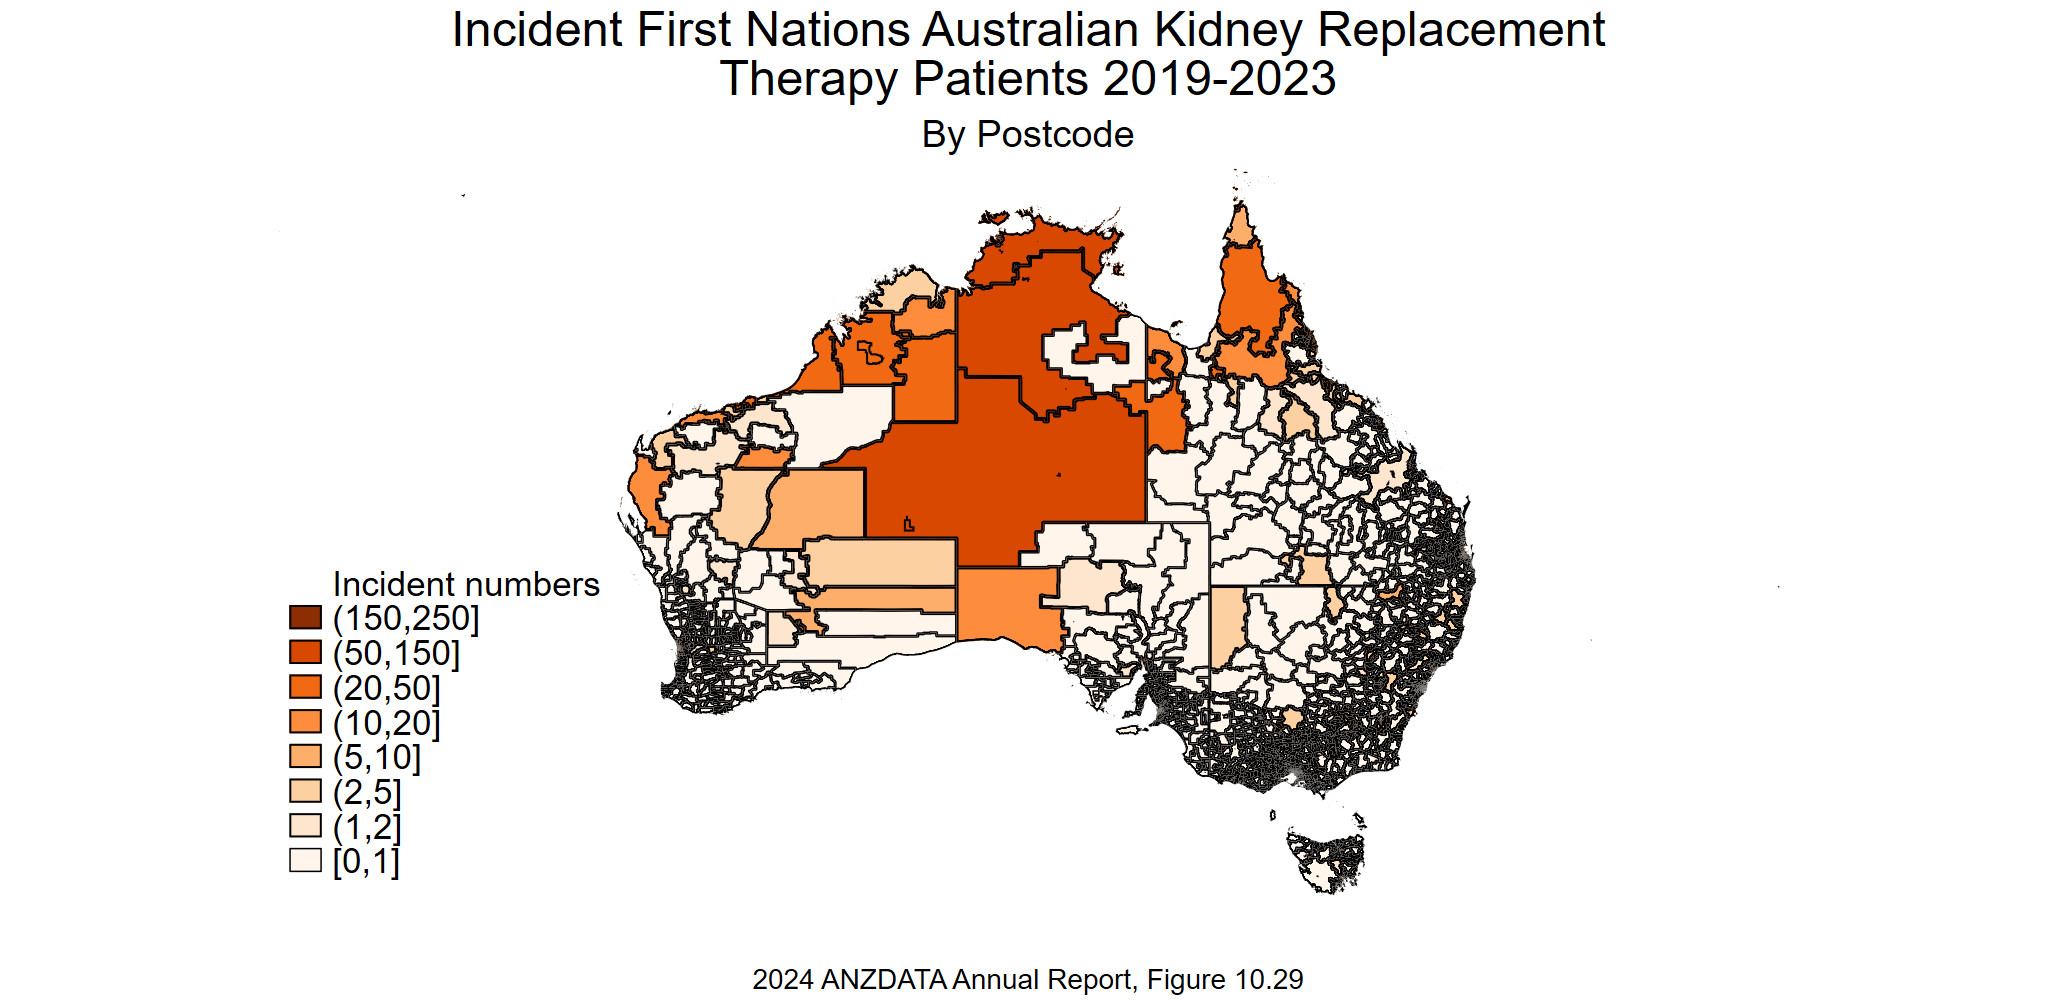 Incident First Nations Australian Kidney Replacement
Therapy Patients 2019-2023
By Postcode
Incident numbers
(150,250]
(50,150]
(20,50]
(10,20]
(5,10]
(2,5]
(1,2]
[0,1]
2024 ANZDATA Annual Report, Figure 10.29